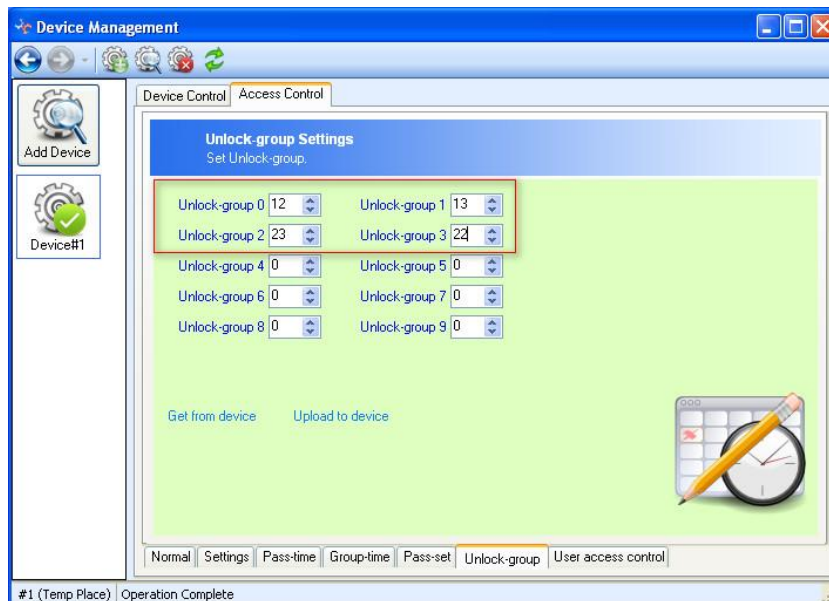 Device Management
Device Control Access Control
Add Device
Device#1
Unlock-group Settings
Set Unlock-group.
Unlock-group 0 12 Unlock-group 1 13
Unlock-group 2 23 Unlock-group 3 22
Unlock-group 4 0 Unlock-group 5 0
Unlock-group 6 0 Unlock-group 7 0
Unlock-group 8 0 Unlock-group 9 0
Get from device Upload to device
Normal Settings Pass-time Group-time Pass-set Unlock-group User access control
#1 (Temp Place) Operation Complete